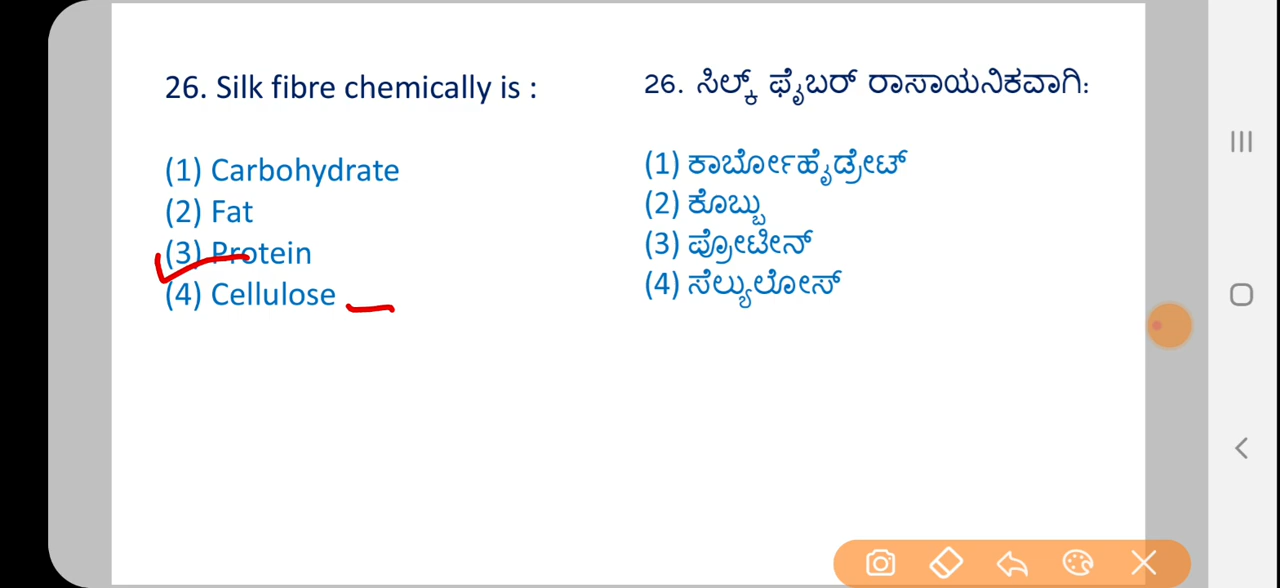 26. Silk fibre chemically is :
(1) Carbohydrate
(2) Fat
(3) Protein
(4) Cellulose
26. ಸಿಲ್ಕ್ ಫೈಬರ್ ರಾಸಾಯನಿಕವಾಗಿ:
(1) ಕಾರ್ಬೋಹೈಡ್ರೇಟ್
(2) ಕೊಬ್ಬು
(3) ಪ್ರೋಟೀನ್
(4) ಸೆಲ್ಯುಲೋಸ್